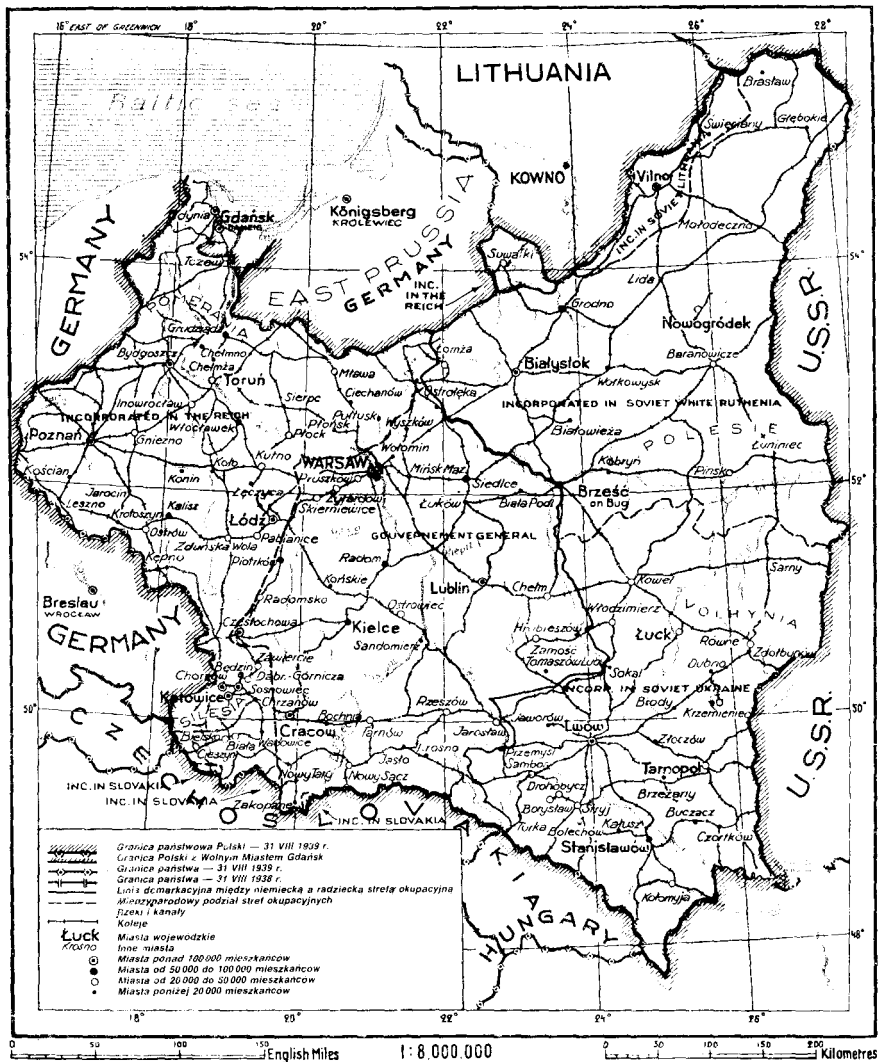 16° EAST OF GREENWICH 18° 20° 22° 24° 26° 28°
LITHUANIA
Baltic sea
Brasław
Święciany
Głębokie
KOWNO
Vilno
INC. IN SOVIET LITHUANIA
Gdynia
Gdańsk
DANZIG
Königsberg
KRÓLEWIEC
Mołodeczno
54°
Tczew
EAST PRUSSIA
GERMANY
GERMANY
Suwałki
INC.
IN THE
REICH
54°
Lida
U.S.S.R.
POMERANIA
Grodno
Nowogródek
Grudziądz
Bydgoszcz
Chełmno
Chełmża
Toruń
Łomża
Białystok
Baranowicze
Mława
Wołkowysk
Ciechanów
Ostrołęka
Inowrocław
Sierpc
INCORPORATED IN THE REICH
INCORPORATED IN SOVIET WHITE RUTHENIA
Pułtusk
Płońsk
Wyszków
Włocławek
Płock
Białowieża
POLESIE
Poznań
Gniezno
Wołomin
Łuniniec
Kutno
WARSAW
Kobryń
Koło
Mińsk Maz.
Pińsk
Kościan
Konin
Pruszków
Siedlce
52°
52°
Łęczyca
Żyrardów
Brześć
on Bug
Jarocin
Leszno
Skierniewice
Łuków
Biała Podl.
Kalisz
Krotoszyn
Łódź
Ostrów
Pabianice
GOUVERNEMENT GENERAL
Zduńska Wola
Kępno
Piotrków
Radom
Sarny
Końskie
Lublin
Chełm
Kowel
Breslau
WROCŁAW
Radomsko
Ostrowiec
Włodzimierz
VOLHYNIA
GERMANY
Częstochowa
Kielce
Hrubieszów
Łuck
Równe
Sandomierz
Zamość
Zdołbunów
Zawiercie
Tomaszów Lub.
Dubno
Będzin
Dąbr.-Górnicza
Sokal
Chorzów
Sosnowiec
INCORP. IN SOVIET UKRAINE
Katowice
Chrzanów
Rzeszów
Brody
Krzemieniec
50°
50°
SILESIA
Bochnia
Jaworów
U.S.S.R.
Cracow
Tarnów
Jarosław
Lwów
Złoczów
Bielsko
Biała
Wadowice
Krosno
Przemyśl
Cieszyn
Jasło
Sambor
Tarnopol
CZECHOSLOVAKIA
Nowy Targ
Nowy Sącz
Drohobycz
Brzeżany
INC. IN SLOVAKIA
INC. IN SLOVAKIA
Borysław
Stryj
Buczacz
Zakopane
INC. IN SLOVAKIA
Turka
Bolechów
Kałusz
Czortków
Stanisławów
Kołomyja
HUNGARY
48°
Granica państwowa Polski — 31 VIII 1939 r.
Granica Polski z Wolnym Miastem Gdańsk
Granica państwa — 31 VIII 1939 r.
Granica państwa — 31 VIII 1938 r.
Linia demarkacyjna między niemiecką a radziecką strefą okupacyjną
Międzynarodowy podział stref okupacyjnych
Rzeki i kanały
Koleje
Łuck Miasta wojewódzkie
Krosno Inne miasta
Miasta ponad 100 000 mieszkańców
Miasta od 50 000 do 100 000 mieszkańców
Miasta od 20 000 do 50 000 mieszkańców
Miasta poniżej 20 000 mieszkańców
18° 20° 22° 24° 26°
0 50 100 150 English Miles
1:8,000,000
0 50 100 150 200 Kilometres